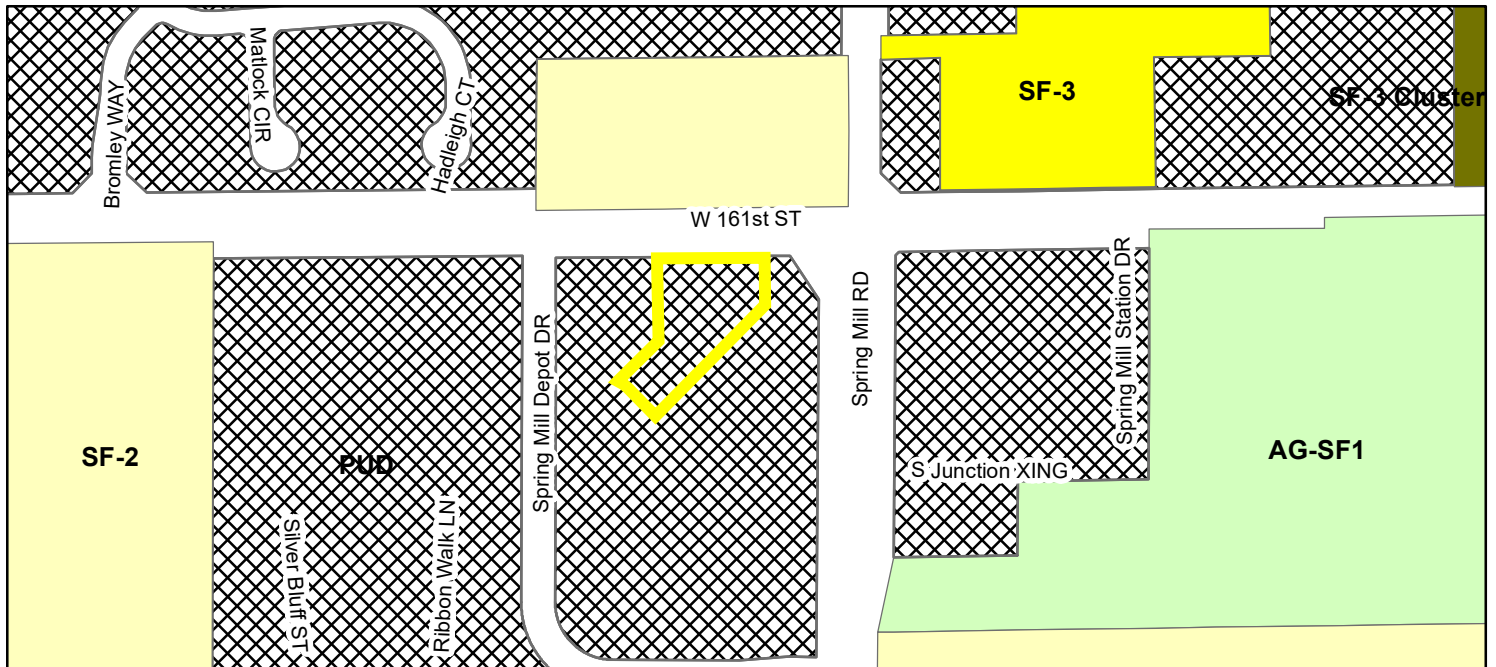 Bromley WAY
Matlock CIR
Hadleigh CT
SF-3
SF-3 Cluster
W 161st ST
Spring Mill Depot DR
Spring Mill RD
Spring Mill Station DR
SF-2
PUD
AG-SF1
S Junction XING
Silver Bluff ST
Ribbon Walk LN